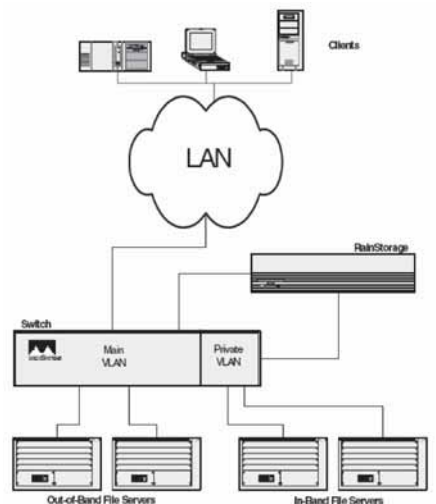 Clients
LAN
RainStorage
Switch
Main
VLAN
Private
VLAN
Out-of-Band File Servers
In-Band File Servers